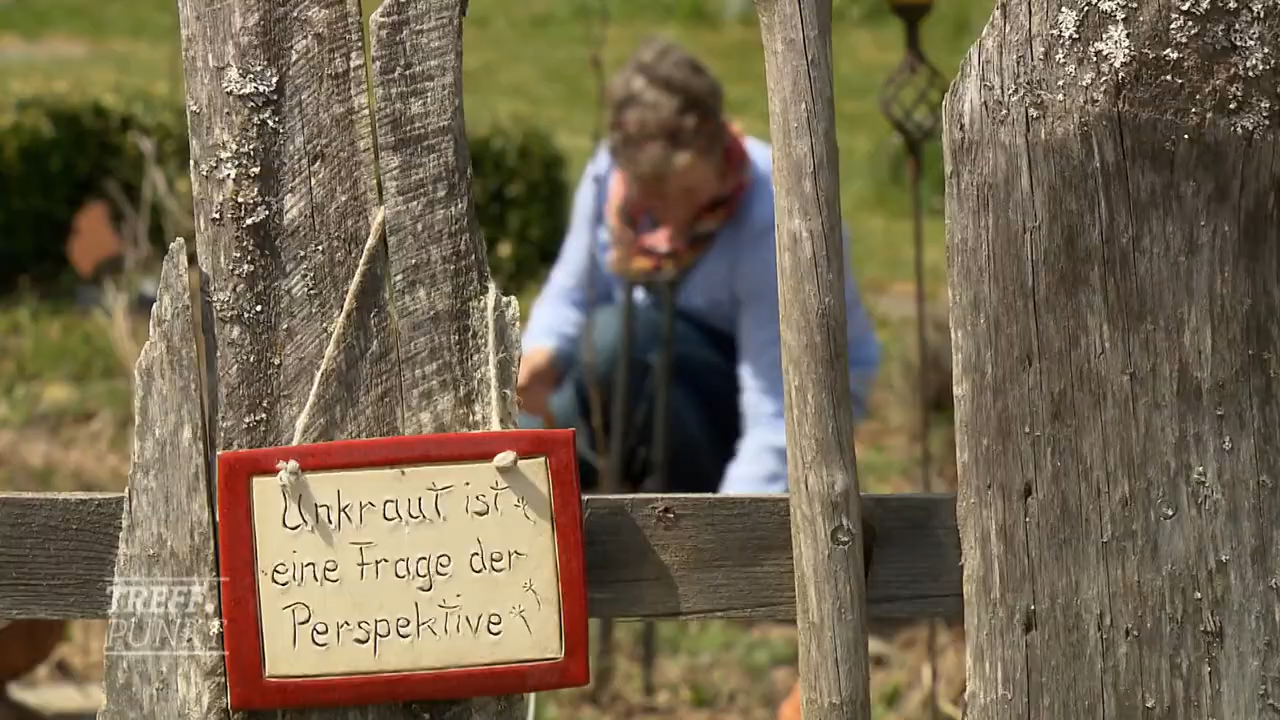 Unkraut ist
eine Frage der
Perspektive
TREFF.
PUNKT